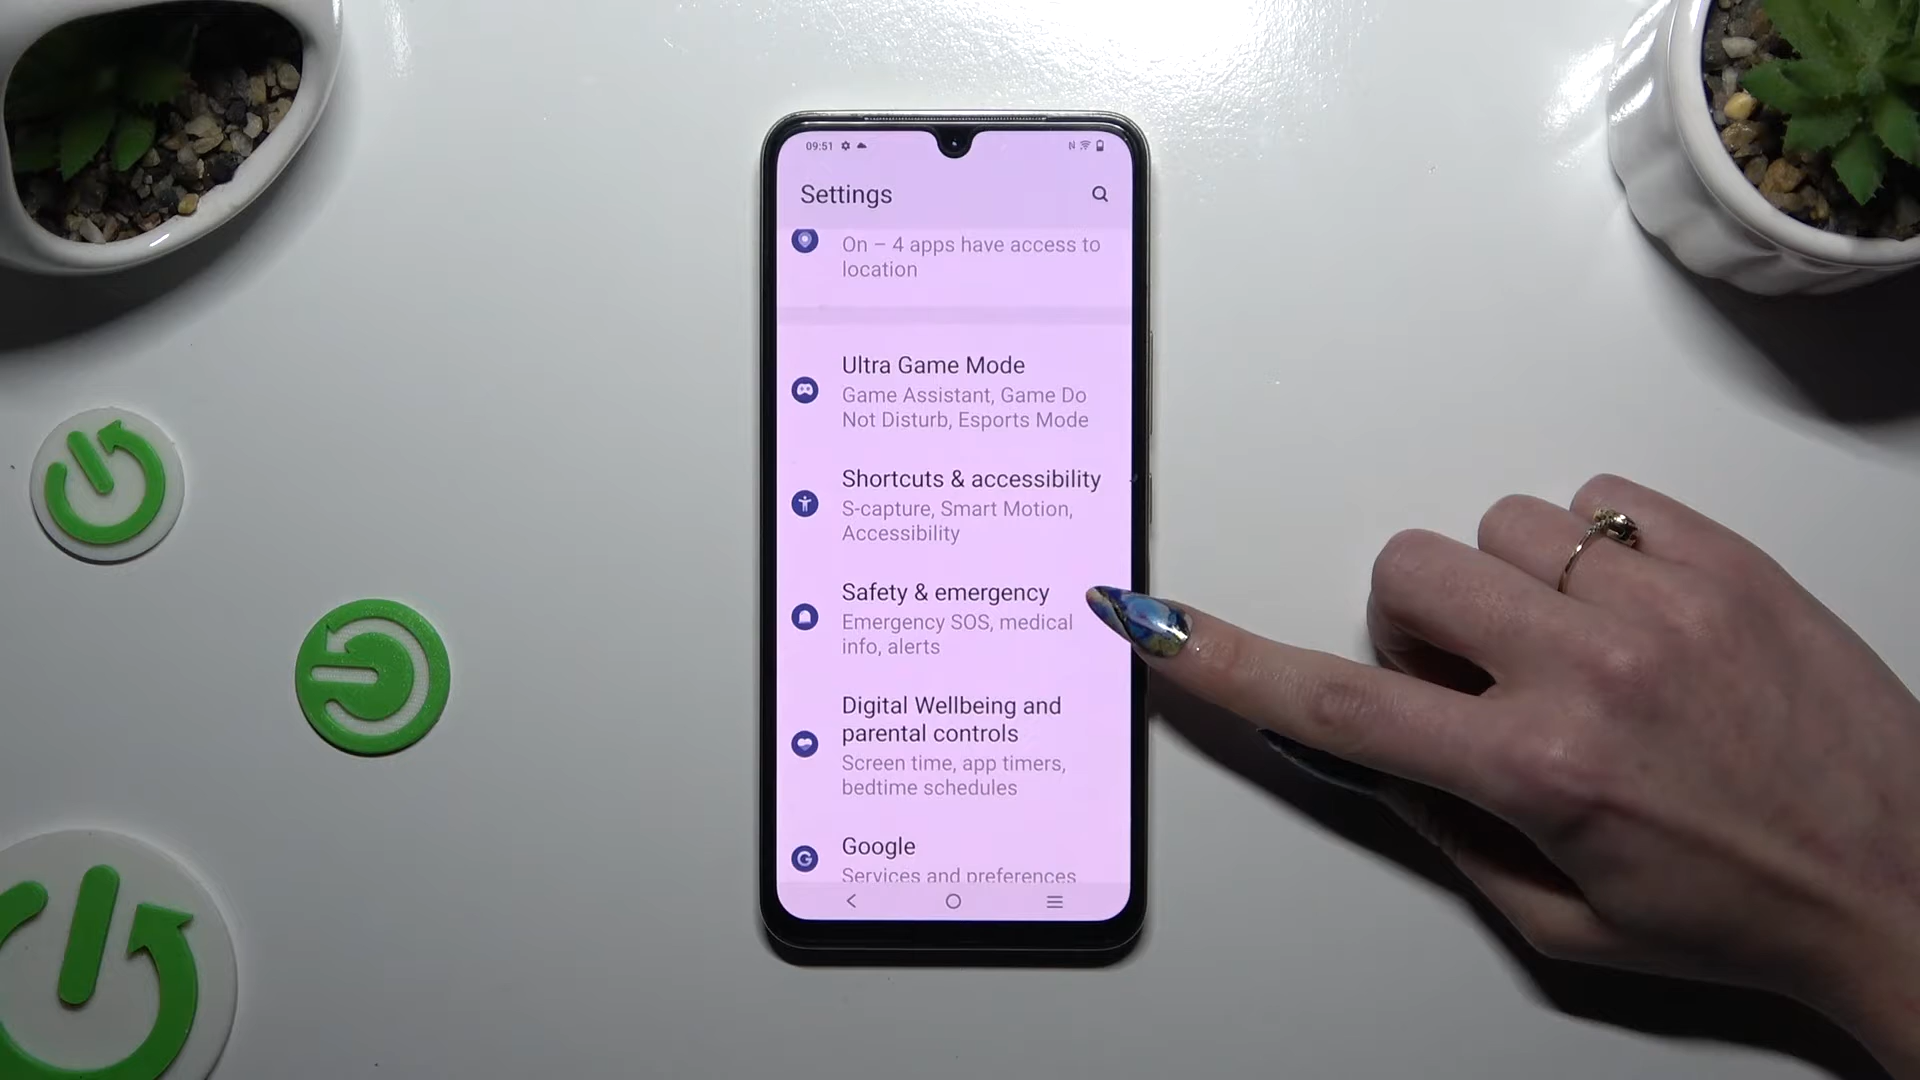 09:51
Settings
On – 4 apps have access to
location
Ultra Game Mode
Game Assistant, Game Do
Not Disturb, Esports Mode
Shortcuts & accessibility
S-capture, Smart Motion,
Accessibility
Safety & emergency
Emergency SOS, medical
info, alerts
Digital Wellbeing and
parental controls
Screen time, app timers,
bedtime schedules
Google
Services and preferences